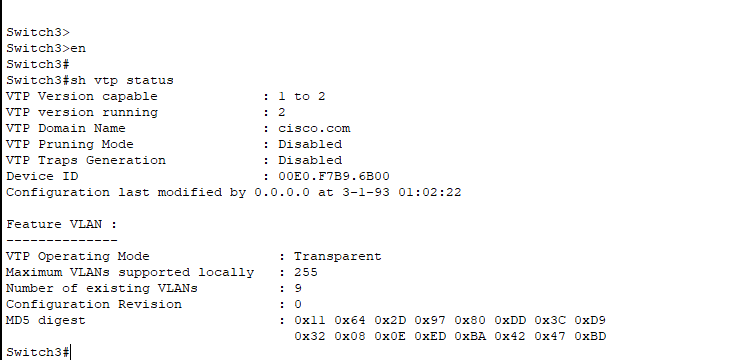 Switch3>
Switch3>en
Switch3#
Switch3#sh vtp status
VTP Version capable : 1 to 2
VTP version running : 2
VTP Domain Name : cisco.com
VTP Pruning Mode : Disabled
VTP Traps Generation : Disabled
Device ID : 00E0.F7B9.6B00
Configuration last modified by 0.0.0.0 at 3-1-93 01:02:22
Feature VLAN :
--------------
VTP Operating Mode : Transparent
Maximum VLANs supported locally : 255
Number of existing VLANs : 9
Configuration Revision : 0
MD5 digest : 0x11 0x64 0x2D 0x97 0x80 0xDD 0x3C 0xD9
0x32 0x08 0x0E 0xED 0xBA 0x42 0x47 0xBD
Switch3#